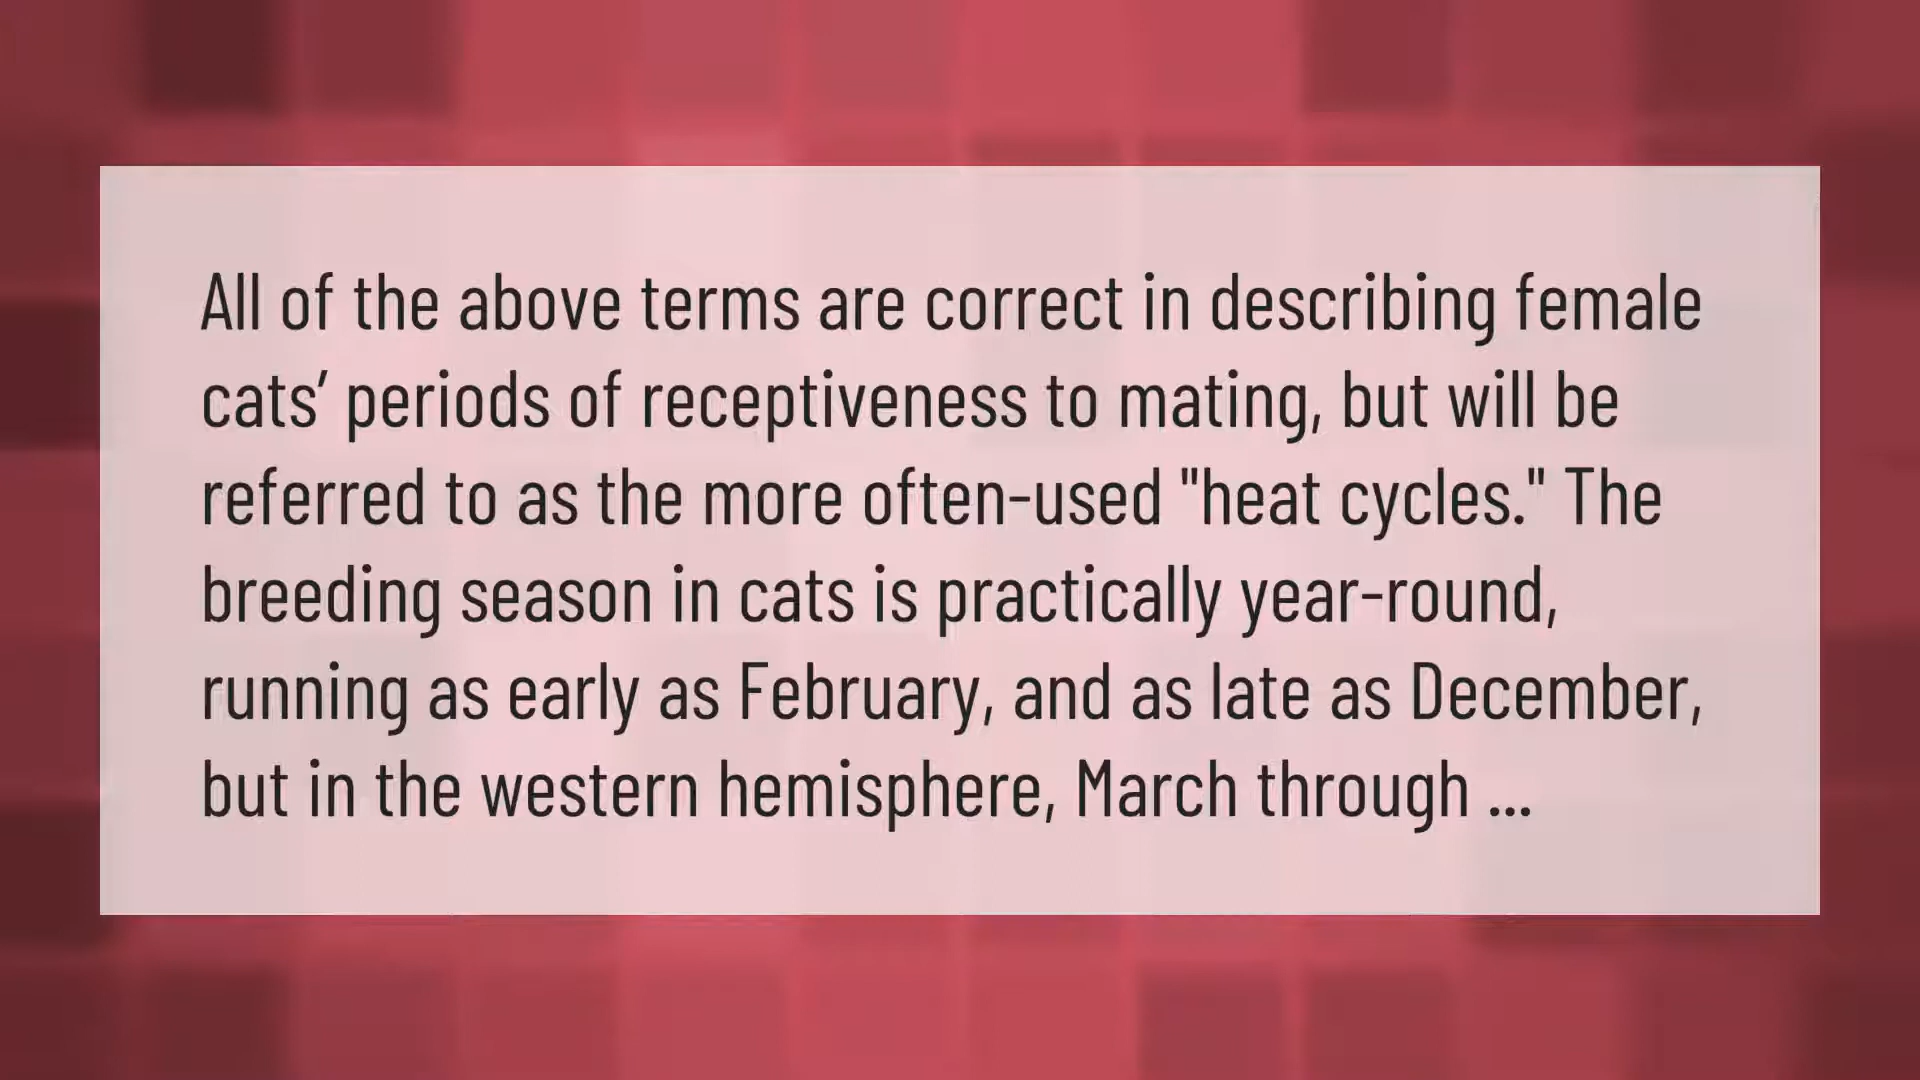 All of the above terms are correct in describing female
cats’ periods of receptiveness to mating, but will be
referred to as the more often-used "heat cycles." The
breeding season in cats is practically year-round,
running as early as February, and as late as December,
but in the western hemisphere, March through ...